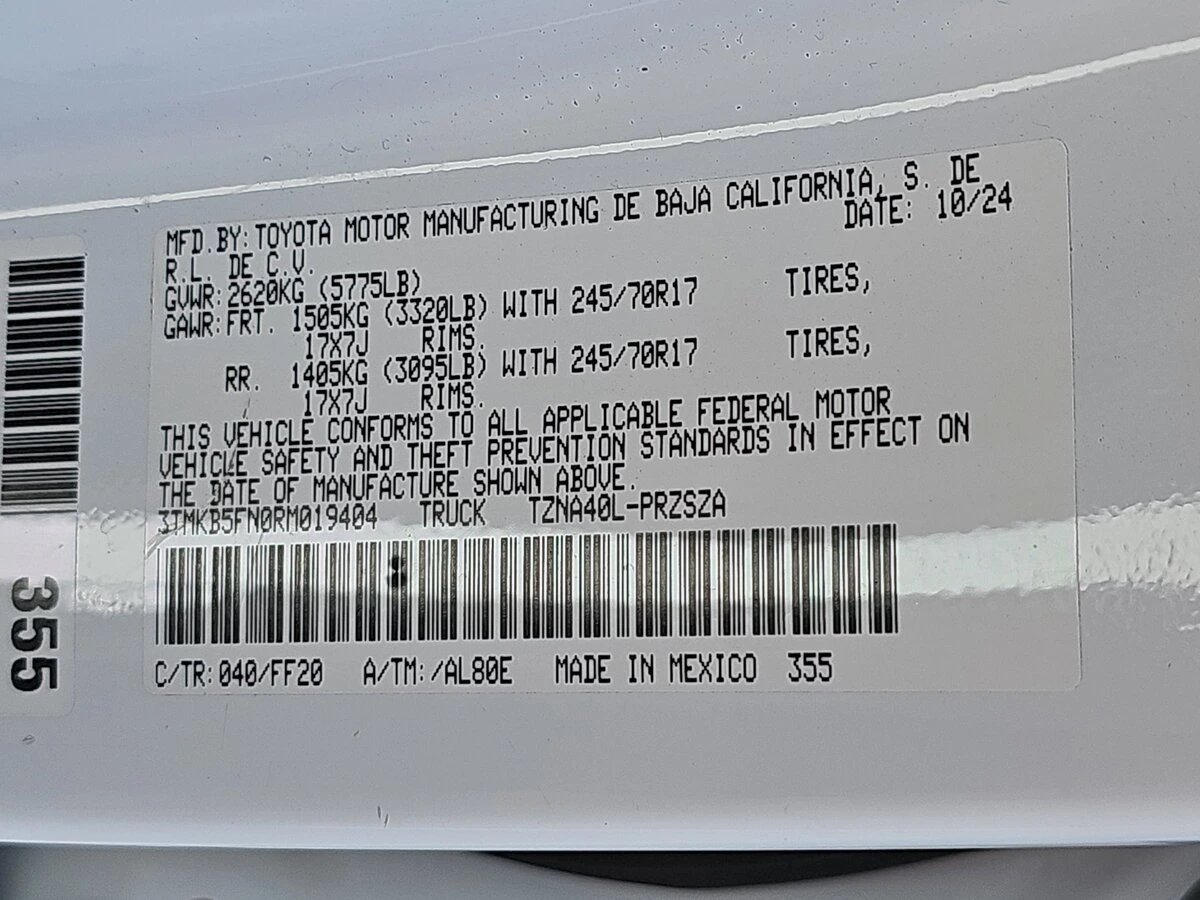 MFD.BY:TOYOTA MOTOR MANUFACTURING DE BAJA CALIFORNIA, S. DE
R.L. DE C.V. DATE: 10/24
GVWR:2620KG (5775LB)
GAWR:FRT. 1505KG (3320LB) WITH 245/70R17 TIRES,
17X7J RIMS.
RR. 1405KG (3095LB) WITH 245/70R17 TIRES,
17X7J RIMS.
THIS VEHICLE CONFORMS TO ALL APPLICABLE FEDERAL MOTOR
VEHICLE SAFETY AND THEFT PREVENTION STANDARDS IN EFFECT ON
THE DATE OF MANUFACTURE SHOWN ABOVE.
3TMKB5FN0RM019404 TRUCK TZNA40L-PRZSZA
C/TR:040/FF20 A/TM:/AL80E MADE IN MEXICO 355
355